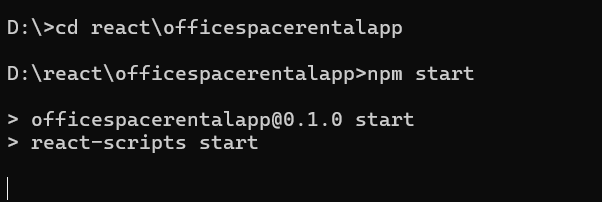 D:\>cd react\officespacerentalapp
D:\react\officespacerentalapp>npm start
> officespacerentalapp@0.1.0 start
> react-scripts start